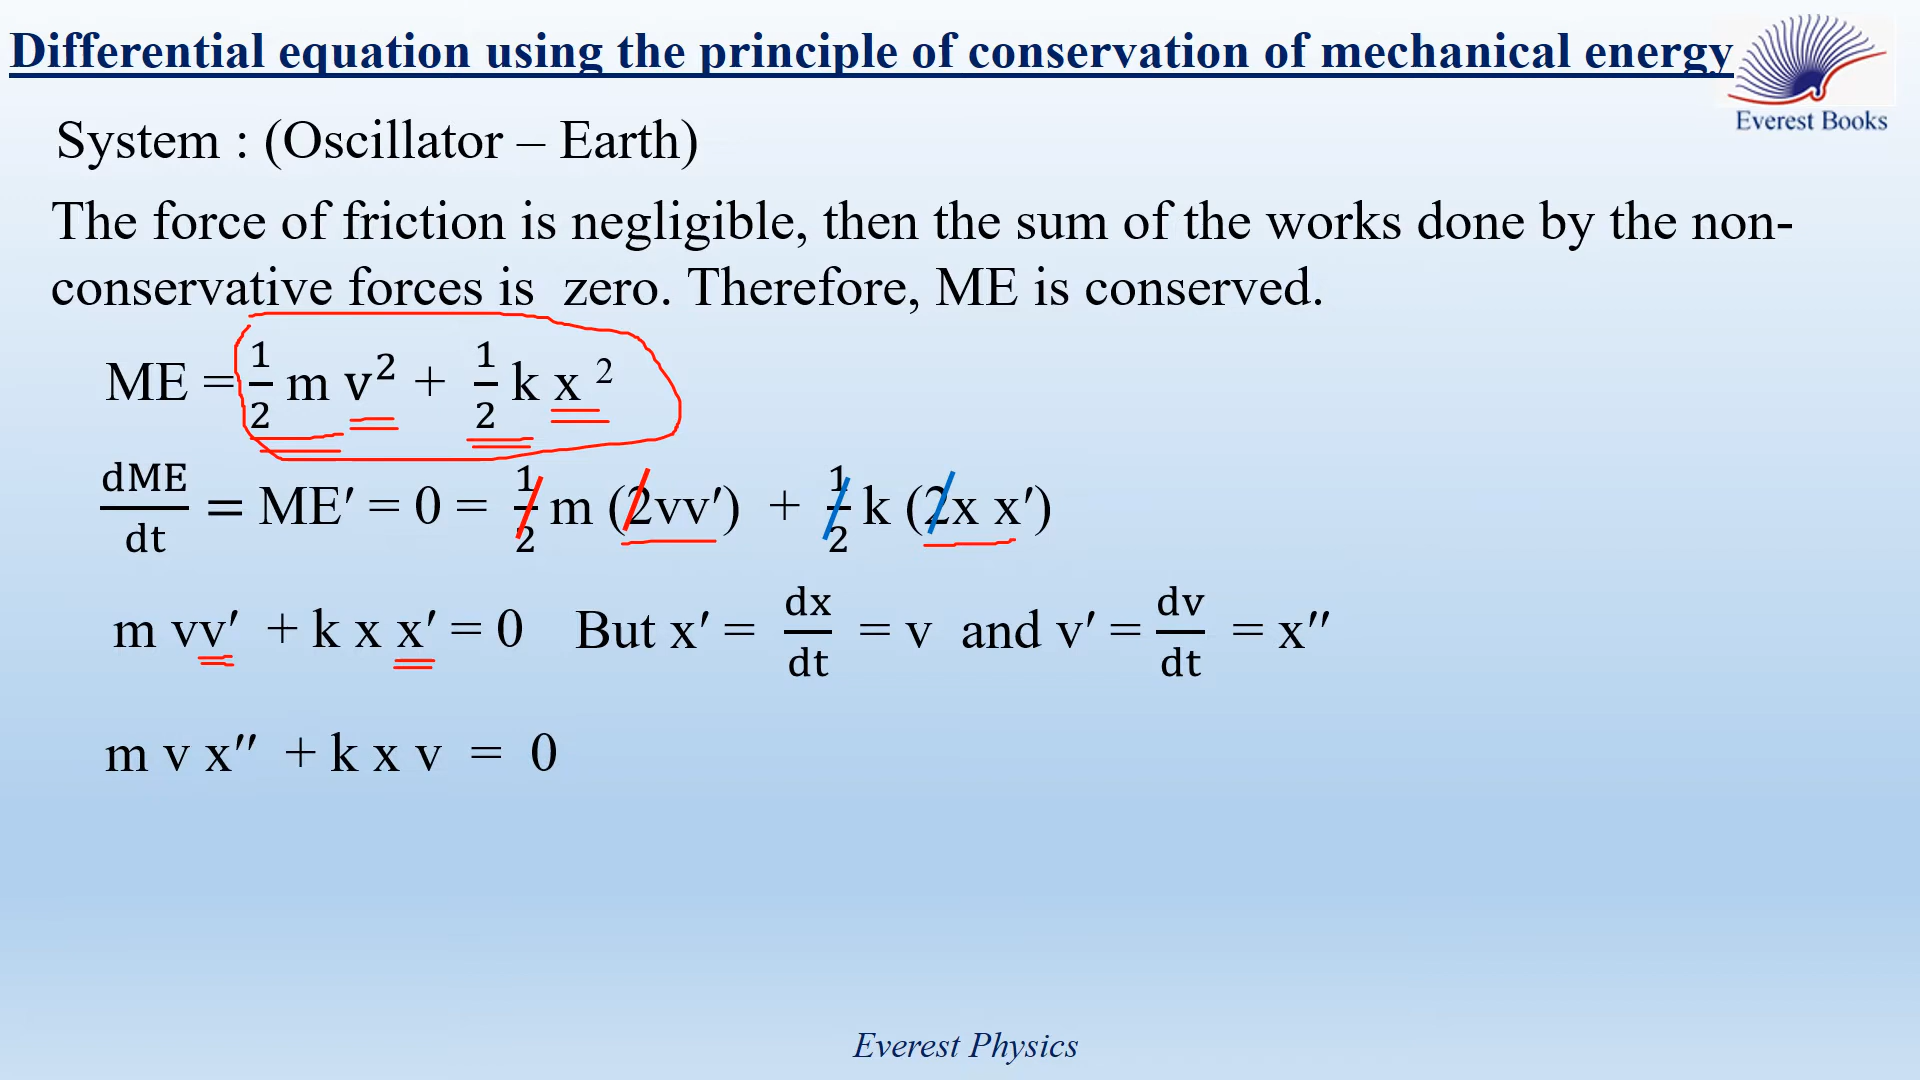 Differential equation using the principle of conservation of mechanical energy
Everest Books
System : (Oscillator – Earth)
The force of friction is negligible, then the sum of the works done by the non-
conservative forces is zero. Therefore, ME is conserved.
ME = 1/2 m v² + 1/2 k x ²
dME/dt = ME′ = 0 = 1/2 m (2vv′) + 1/2 k (2x x′)
m vv′ + k x x′ = 0 But x′ = dx/dt = v and v′ = dv/dt = x′′
m v x′′ + k x v = 0
Everest Physics